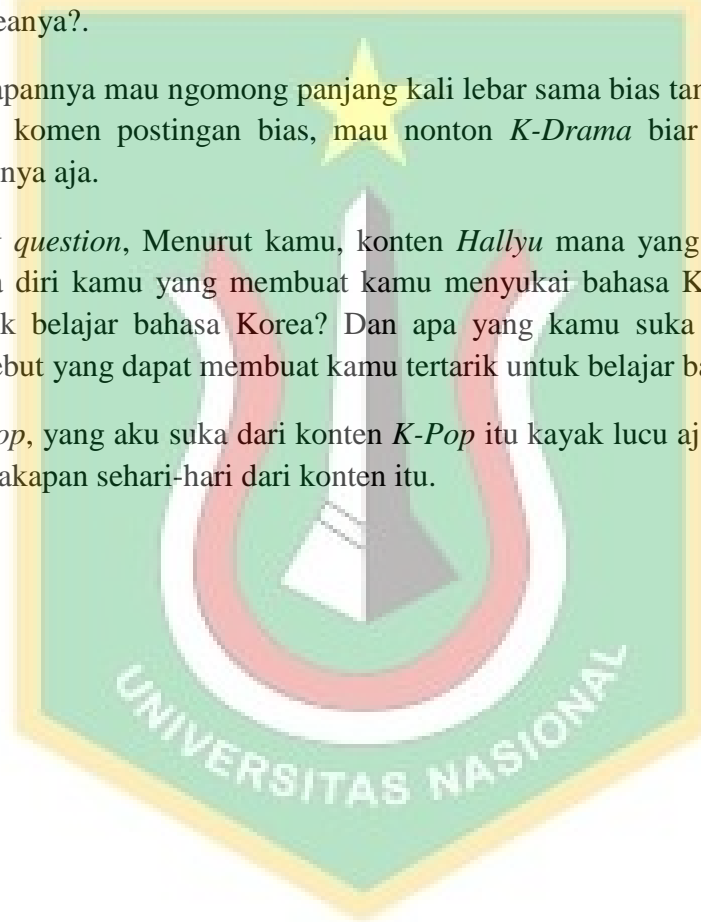 eanya?.
apannya mau ngomong panjang kali lebar sama bias tan
komen postingan bias, mau nonton K-Drama biar
nya aja.
question, Menurut kamu, konten Hallyu mana yang
diri kamu yang membuat kamu menyukai bahasa K
k belajar bahasa Korea? Dan apa yang kamu suka
ebut yang dapat membuat kamu tertarik untuk belajar ba
op, yang aku suka dari konten K-Pop itu kayak lucu aj
akapan sehari-hari dari konten itu.
UNIVERSITAS NASIONAL